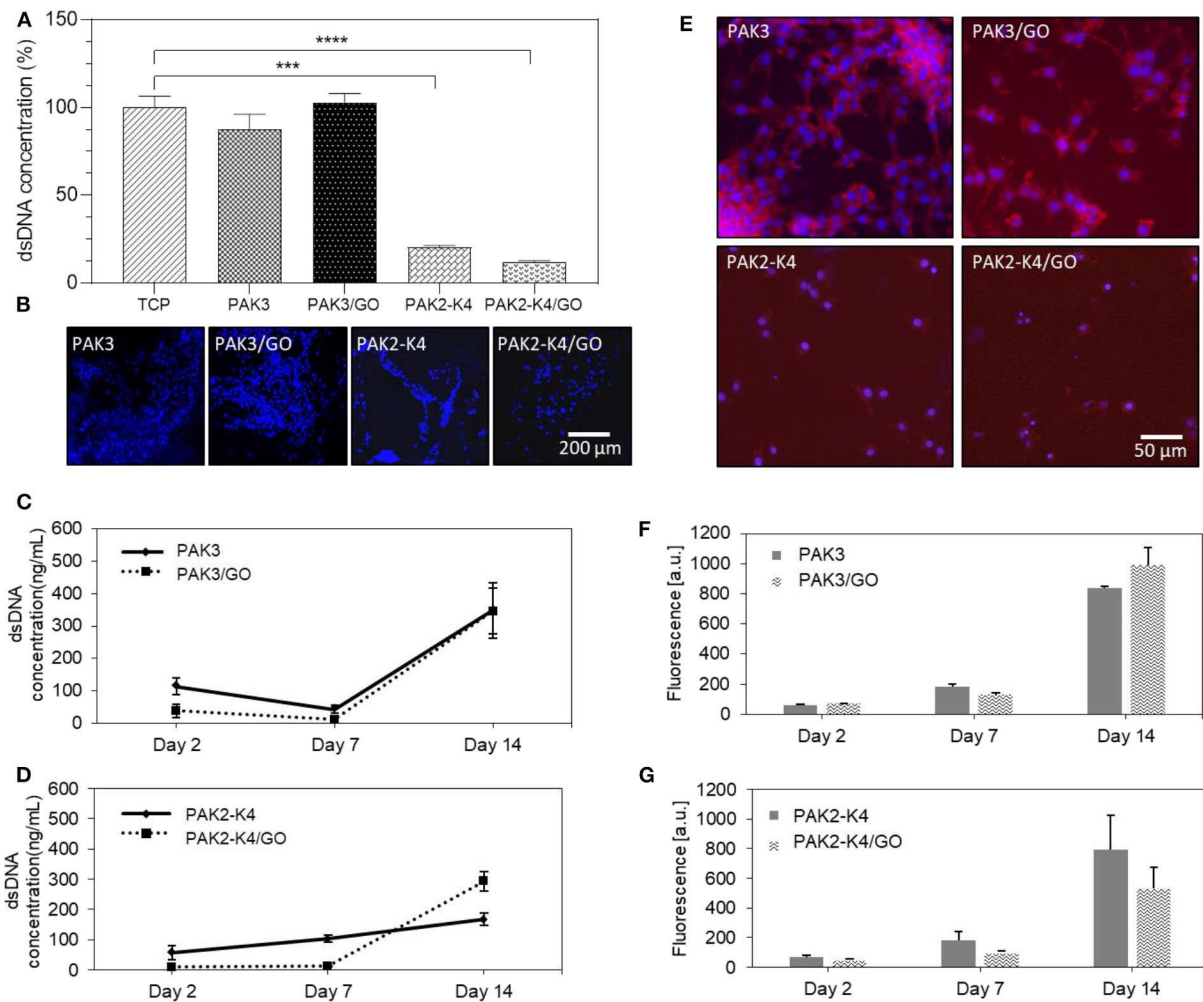 A
dsDNA concentration (%)
150
100
50
0
****
***
TCP
PAK3
PAK3/GO
PAK2-K4
PAK2-K4/GO
B
PAK3
PAK3/GO
PAK2-K4
PAK2-K4/GO
200 µm
C
dsDNA
concentration(ng/mL)
600
500
400
300
200
100
0
PAK3
PAK3/GO
Day 2
Day 7
Day 14
D
dsDNA
concentration(ng/mL)
600
500
400
300
200
100
0
PAK2-K4
PAK2-K4/GO
Day 2
Day 7
Day 14
E
PAK3
PAK3/GO
PAK2-K4
PAK2-K4/GO
50 µm
F
Fluorescence [a.u.]
1200
1000
800
600
400
200
0
PAK3
PAK3/GO
Day 2
Day 7
Day 14
G
Fluorescence [a.u.]
1200
1000
800
600
400
200
0
PAK2-K4
PAK2-K4/GO
Day 2
Day 7
Day 14